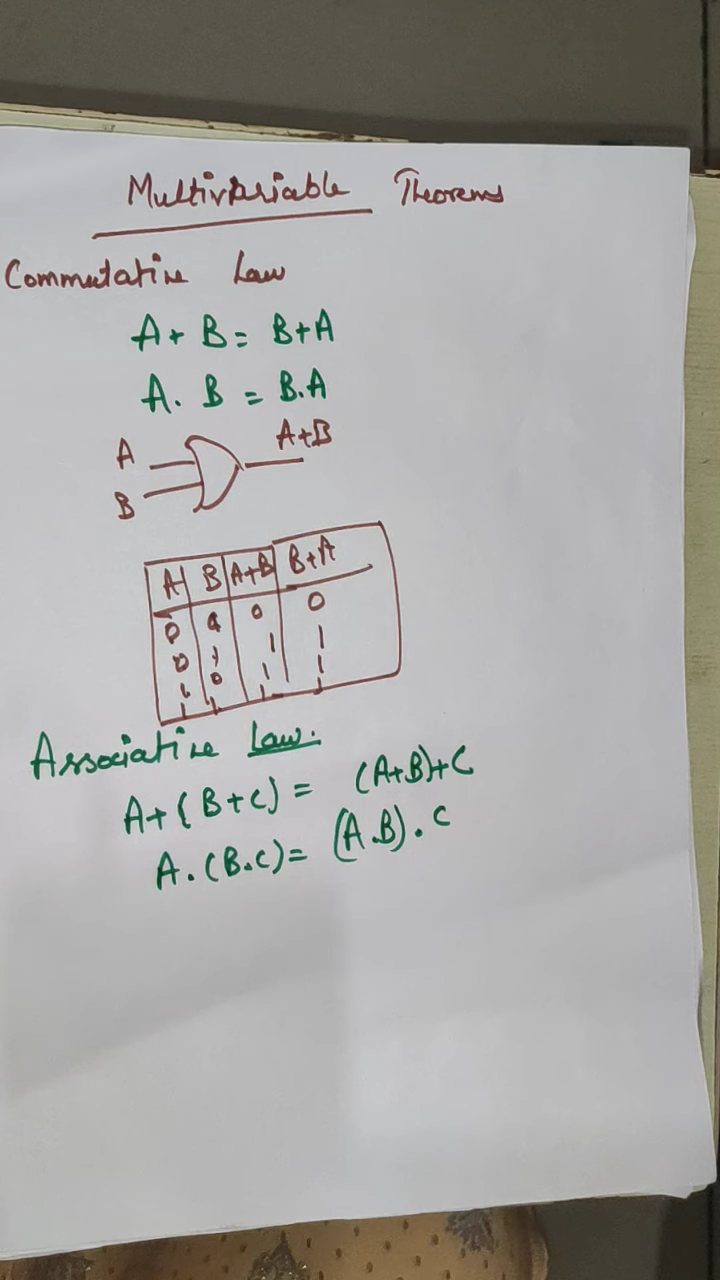 Multivariable Theorems
Commutative Law
A+ B = B+A
A. B = B.A
A
B
A+B
A B A+B B+A
0 0 0 0
0 1 1 1
1 0 1 1
1 1 1 1
Associative Law.
A+(B+C) = (A+B)+C
A.(B.C)= (A.B).C